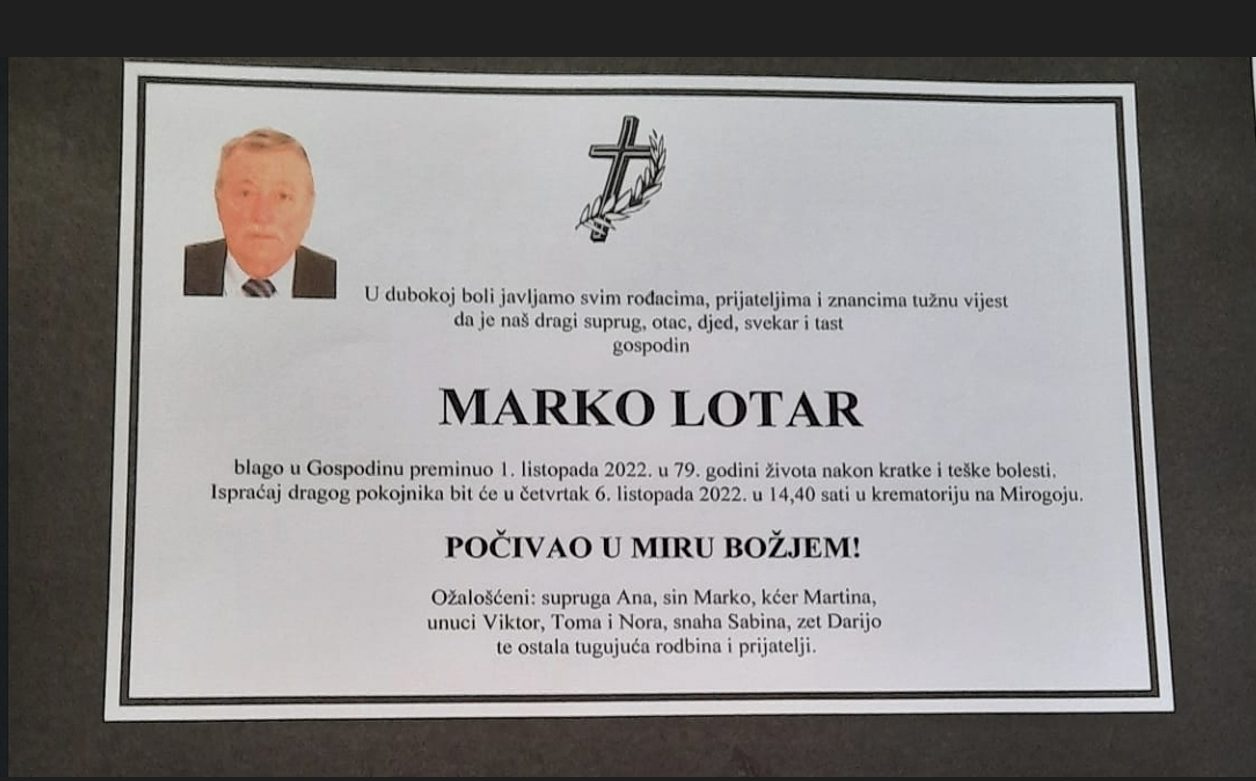 U dubokoj boli javljamo svim rođacima, prijateljima i znancima tužnu vijest
da je naš dragi suprug, otac, djed, svekar i tast
gospodin
MARKO LOTAR
blago u Gospodinu preminuo 1. listopada 2022. u 79. godini života nakon kratke i teške bolesti.
Ispraćaj dragog pokojnika bit će u četvrtak 6. listopada 2022. u 14,40 sati u krematoriju na Mirogoju.
POČIVAO U MIRU BOŽJEM!
Ožalošćeni: supruga Ana, sin Marko, kćer Martina,
unuci Viktor, Toma i Nora, snaha Sabina, zet Darijo
te ostala tugujuća rodbina i prijatelji.